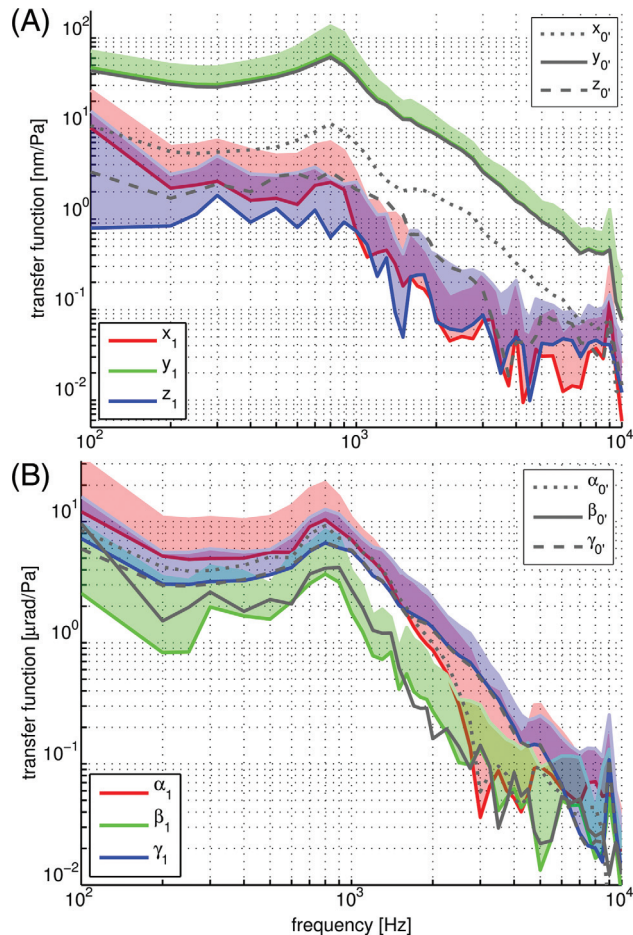 (A)
10²
10¹
10⁰
10⁻¹
10⁻²
transfer function [nm/Pa]
x₀'
y₀'
z₀'
x₁
y₁
z₁
10² 10³ 10⁴
(B)
10¹
10⁰
10⁻¹
10⁻²
transfer function [µrad/Pa]
α₀'
β₀'
γ₀'
α₁
β₁
γ₁
10² 10³ 10⁴
frequency [Hz]